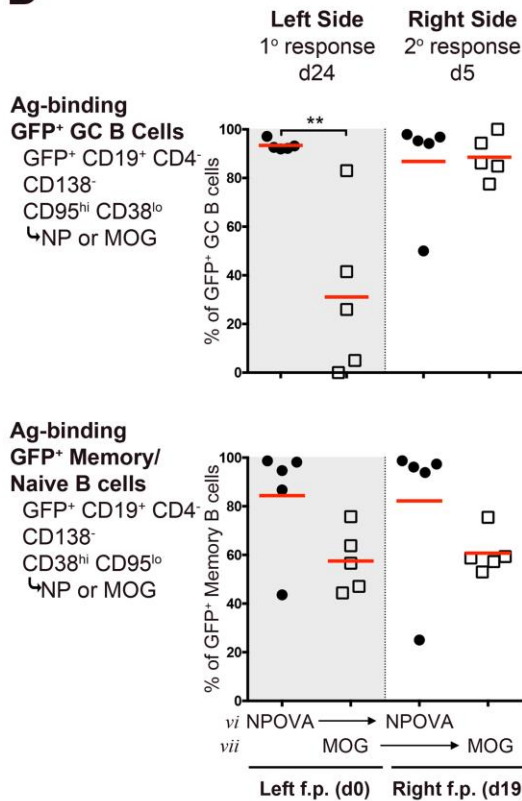 Left Side Right Side
1º response 2º response
d24 d5
Ag-binding
GFP⁺ GC B Cells
GFP⁺ CD19⁺ CD4⁻
CD138⁻
CD95ʰⁱ CD38ˡᵒ
↳NP or MOG
% of GFP⁺ GC B cells
100
80
60
40
20
0
**
Ag-binding
GFP⁺ Memory/
Naive B cells
GFP⁺ CD19⁺ CD4⁻
CD138⁻
CD38ʰⁱ CD95ˡᵒ
↳NP or MOG
% of GFP⁺ Memory B cells
100
80
60
40
20
0
vi NPOVA → NPOVA
vii MOG → MOG
Left f.p. (d0) Right f.p. (d19